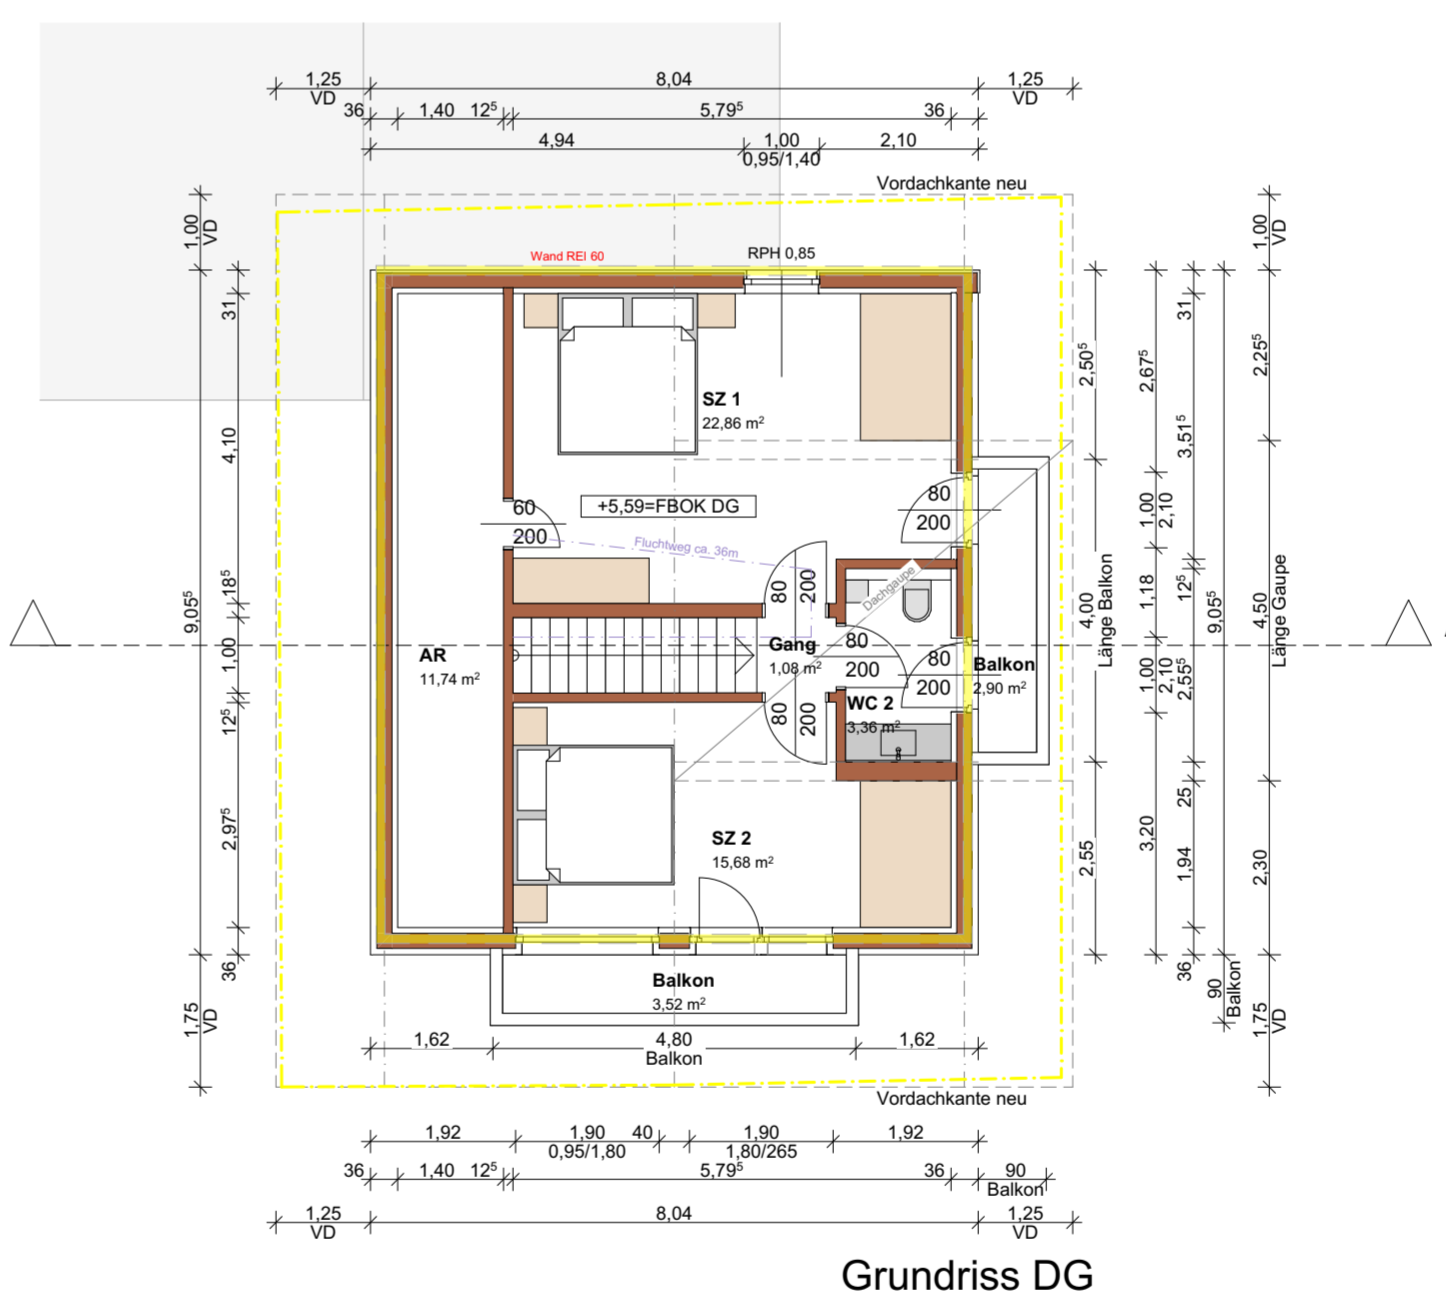 1,25 8,04 1,25
VD VD
36 1,40 12⁵ 5,79⁵ 36
4,94 1,00 2,10
0,95/1,40
Vordachkante neu
1,00
VD
1,00
VD
Wand REI 60
RPH 0,85
31
4,10
18⁵
1,00
12⁵
2,97⁵
36
9,05⁵
1,75
VD
SZ 1
22,86 m²
+5,59=FBOK DG
60
200
80
200
Fluchtweg ca. 36m
80
200
Dachgaupe
Gang
1,08 m²
80
200
80
200
AR
11,74 m²
Balkon
2,90 m²
WC 2
3,36 m²
80
200
SZ 2
15,68 m²
Balkon
3,52 m²
2,50⁵
4,00
Länge Balkon
2,55
2,67⁵
1,00
2,10
1,18
1,00
2,10
3,20
31
3,51⁵
12⁵
2,55⁵
25
1,94
36
9,05⁵
90
Balkon
2,25⁵
4,50
Länge Gaupe
2,30
1,75
VD
1,62 4,80 1,62
Balkon
Vordachkante neu
1,92 1,90 40 1,90 1,92
0,95/1,80 1,80/265
36 1,40 12⁵ 5,79⁵ 36 90
Balkon
1,25 8,04 1,25
VD VD
Grundriss DG